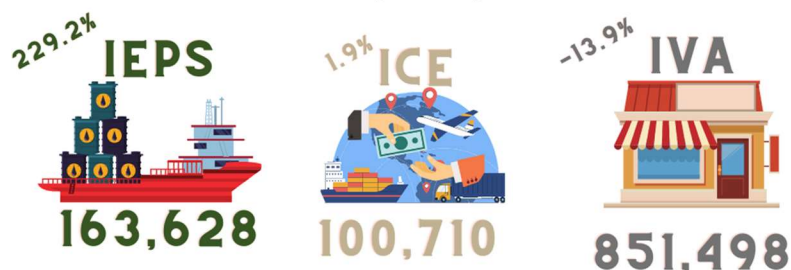 229.2%
IEPS
163,628
1.9%
ICE
100,710
-13.9%
IVA
851,498